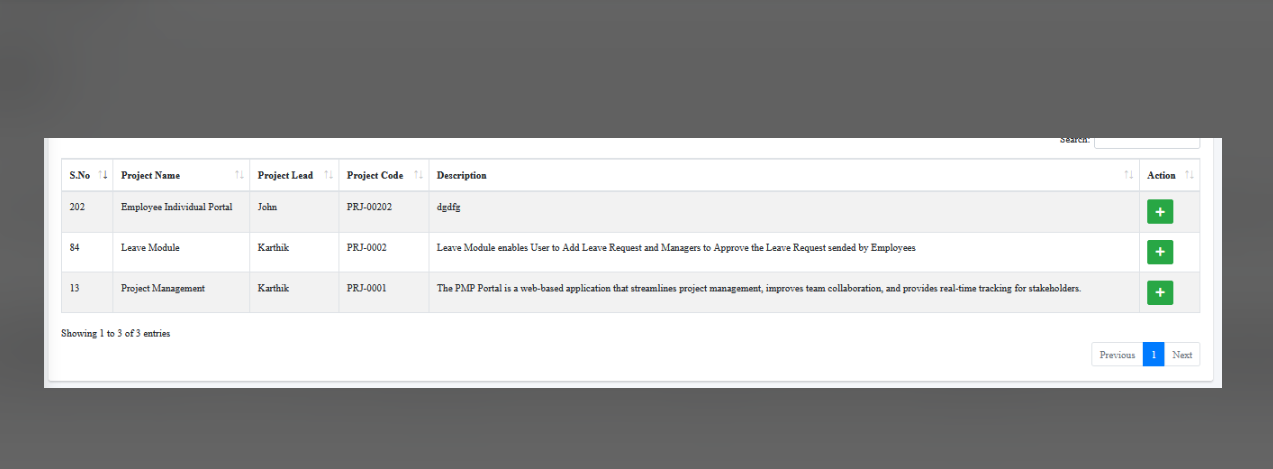 Search:
S.No Project Name Project Lead Project Code Description Action
202 Employee Individual Portal John PRJ-00202 dgdfg
84 Leave Module Karthik PRJ-0002 Leave Module enables User to Add Leave Request and Managers to Approve the Leave Request sended by Employees
13 Project Management Karthik PRJ-0001 The PMP Portal is a web-based application that streamlines project management, improves team collaboration, and provides real-time tracking for stakeholders.
Showing 1 to 3 of 3 entries
Previous 1 Next